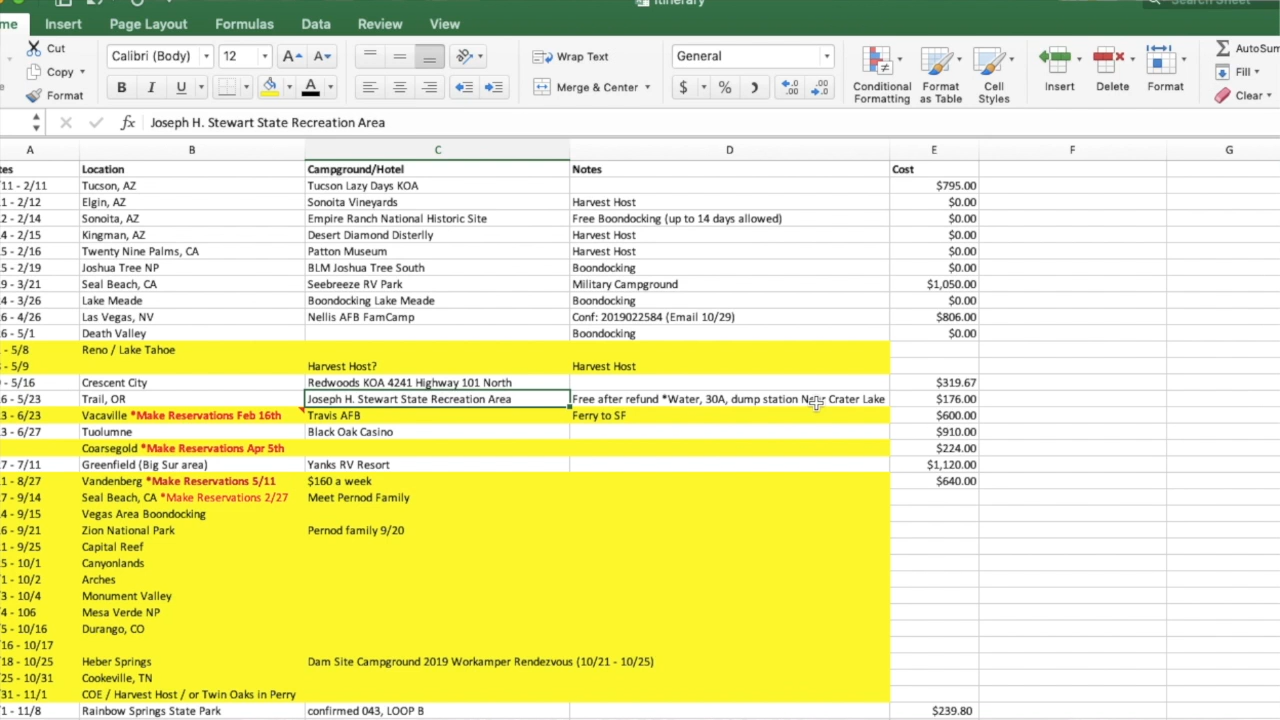 Itinerary
Search Sheet
me Insert Page Layout Formulas Data Review View
Cut Calibri (Body) 12 Wrap Text General AutoSum
Copy Fill
Format B I U A Merge & Center $ % Conditional Formatting Format as Table Cell Styles Insert Delete Format Clear
fx Joseph H. Stewart State Recreation Area
A B C D E F G
tes Location Campground/Hotel Notes Cost
/11 - 2/11 Tucson, AZ Tucson Lazy Days KOA $795.00
1 - 2/12 Elgin, AZ Sonoita Vineyards Harvest Host $0.00
2 - 2/14 Sonoita, AZ Empire Ranch National Historic Site Free Boondocking (up to 14 days allowed) $0.00
4 - 2/15 Kingman, AZ Desert Diamond Disterlly Harvest Host $0.00
5 - 2/16 Twenty Nine Palms, CA Patton Museum Harvest Host $0.00
5 - 2/19 Joshua Tree NP BLM Joshua Tree South Boondocking $0.00
9 - 3/21 Seal Beach, CA Seebreeze RV Park Military Campground $1,050.00
4 - 3/26 Lake Meade Boondocking Lake Meade Boondocking $0.00
6 - 4/26 Las Vegas, NV Nellis AFB FamCamp Conf: 2019022584 (Email 10/29) $806.00
6 - 5/1 Death Valley Boondocking $0.00
- 5/8 Reno / Lake Tahoe
- 5/9 Harvest Host? Harvest Host
- 5/16 Crescent City Redwoods KOA 4241 Highway 101 North $319.67
6 - 5/23 Trail, OR Joseph H. Stewart State Recreation Area Free after refund *Water, 30A, dump station Near Crater Lake $176.00
3 - 6/23 Vacaville *Make Reservations Feb 16th Travis AFB Ferry to SF $600.00
3 - 6/27 Tuolumne Black Oak Casino $910.00
Coarsegold *Make Reservations Apr 5th $224.00
7 - 7/11 Greenfield (Big Sur area) Yanks RV Resort $1,120.00
1 - 8/27 Vandenberg *Make Reservations 5/11 $160 a week $640.00
7 - 9/14 Seal Beach, CA *Make Reservations 2/27 Meet Pernod Family
4 - 9/15 Vegas Area Boondocking
6 - 9/21 Zion National Park Pernod family 9/20
1 - 9/25 Capital Reef
5 - 10/1 Canyonlands
/1 - 10/2 Arches
/3 - 10/4 Monument Valley
/4 - 106 Mesa Verde NP
/5 - 10/16 Durango, CO
/16 - 10/17
/18 - 10/25 Heber Springs Dam Site Campground 2019 Workamper Rendezvous (10/21 - 10/25)
/25 - 10/31 Cookeville, TN
/31 - 11/1 COE / Harvest Host / or Twin Oaks in Perry
/1 - 11/8 Rainbow Springs State Park confirmed 043, LOOP B $239.80